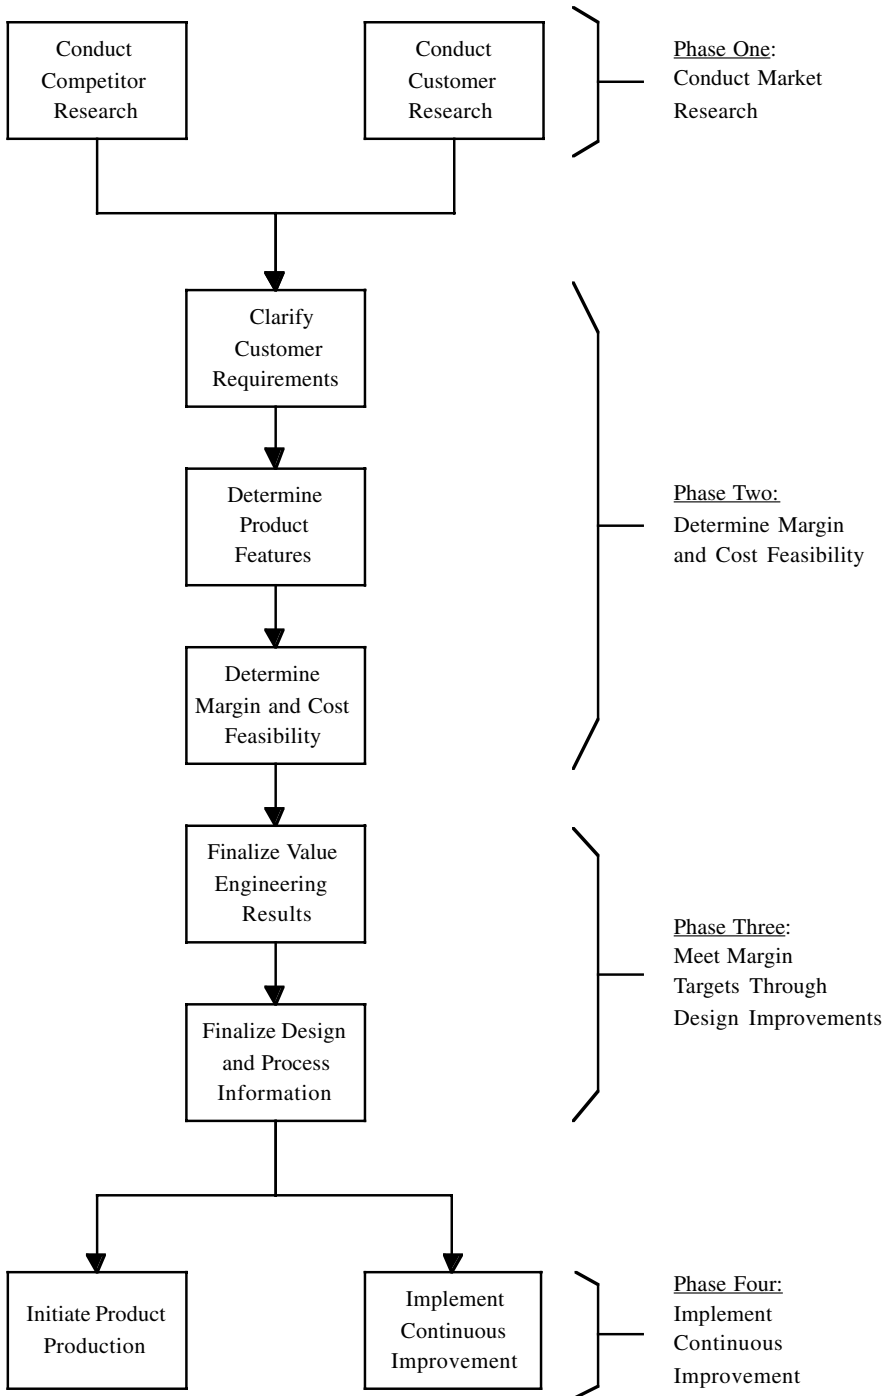 Conduct
Competitor
Research
Conduct
Customer
Research
Phase One:
Conduct Market
Research
Clarify
Customer
Requirements
Determine
Product
Features
Determine
Margin and Cost
Feasibility
Phase Two:
Determine Margin
and Cost Feasibility
Finalize Value
Engineering
Results
Finalize Design
and Process
Information
Phase Three:
Meet Margin
Targets Through
Design Improvements
Initiate Product
Production
Implement
Continuous
Improvement
Phase Four:
Implement
Continuous
Improvement